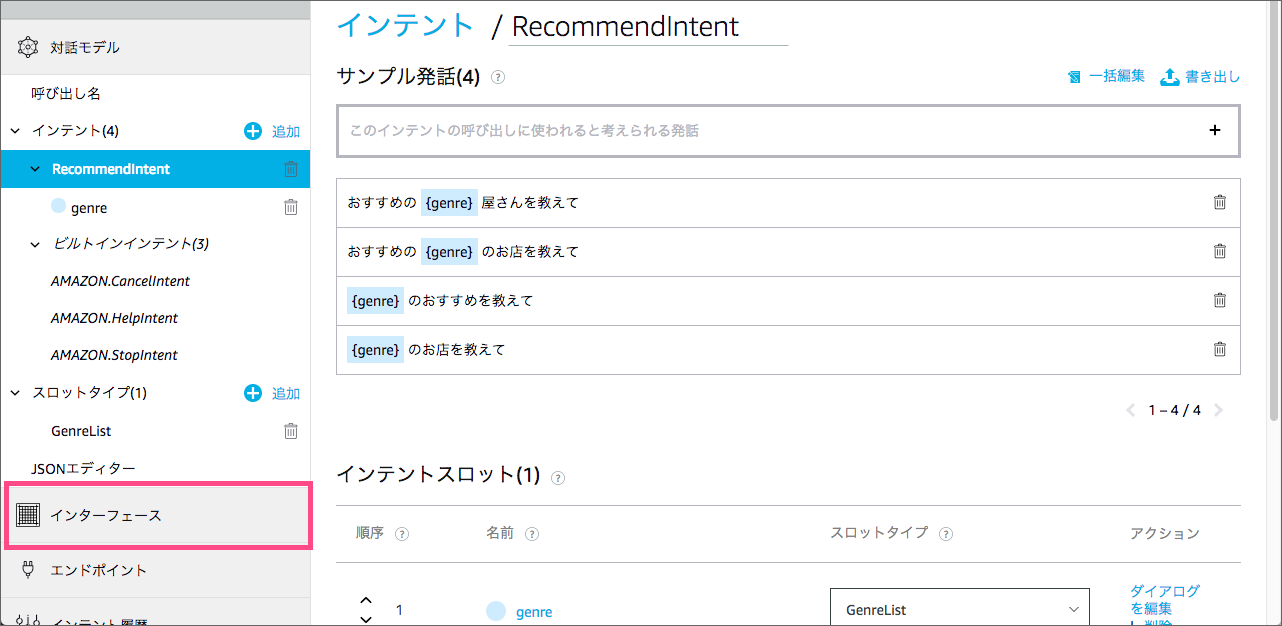 対話モデル
呼び出し名
インテント(4) 追加
RecommendIntent
genre
ビルトインインテント(3)
AMAZON.CancelIntent
AMAZON.HelpIntent
AMAZON.StopIntent
スロットタイプ(1) 追加
GenreList
JSONエディター
インターフェース
エンドポイント
インテント履歴
インテント / RecommendIntent
サンプル発話(4) ? 一括編集 書き出し
このインテントの呼び出しに使われると考えられる発話 +
おすすめの {genre} 屋さんを教えて
おすすめの {genre} のお店を教えて
{genre} のおすすめを教えて
{genre} のお店を教えて
< 1 – 4 / 4 >
インテントスロット(1) ?
順序 ? 名前 ? スロットタイプ ? アクション
1 genre GenreList ダイアログ
を編集
| 削除